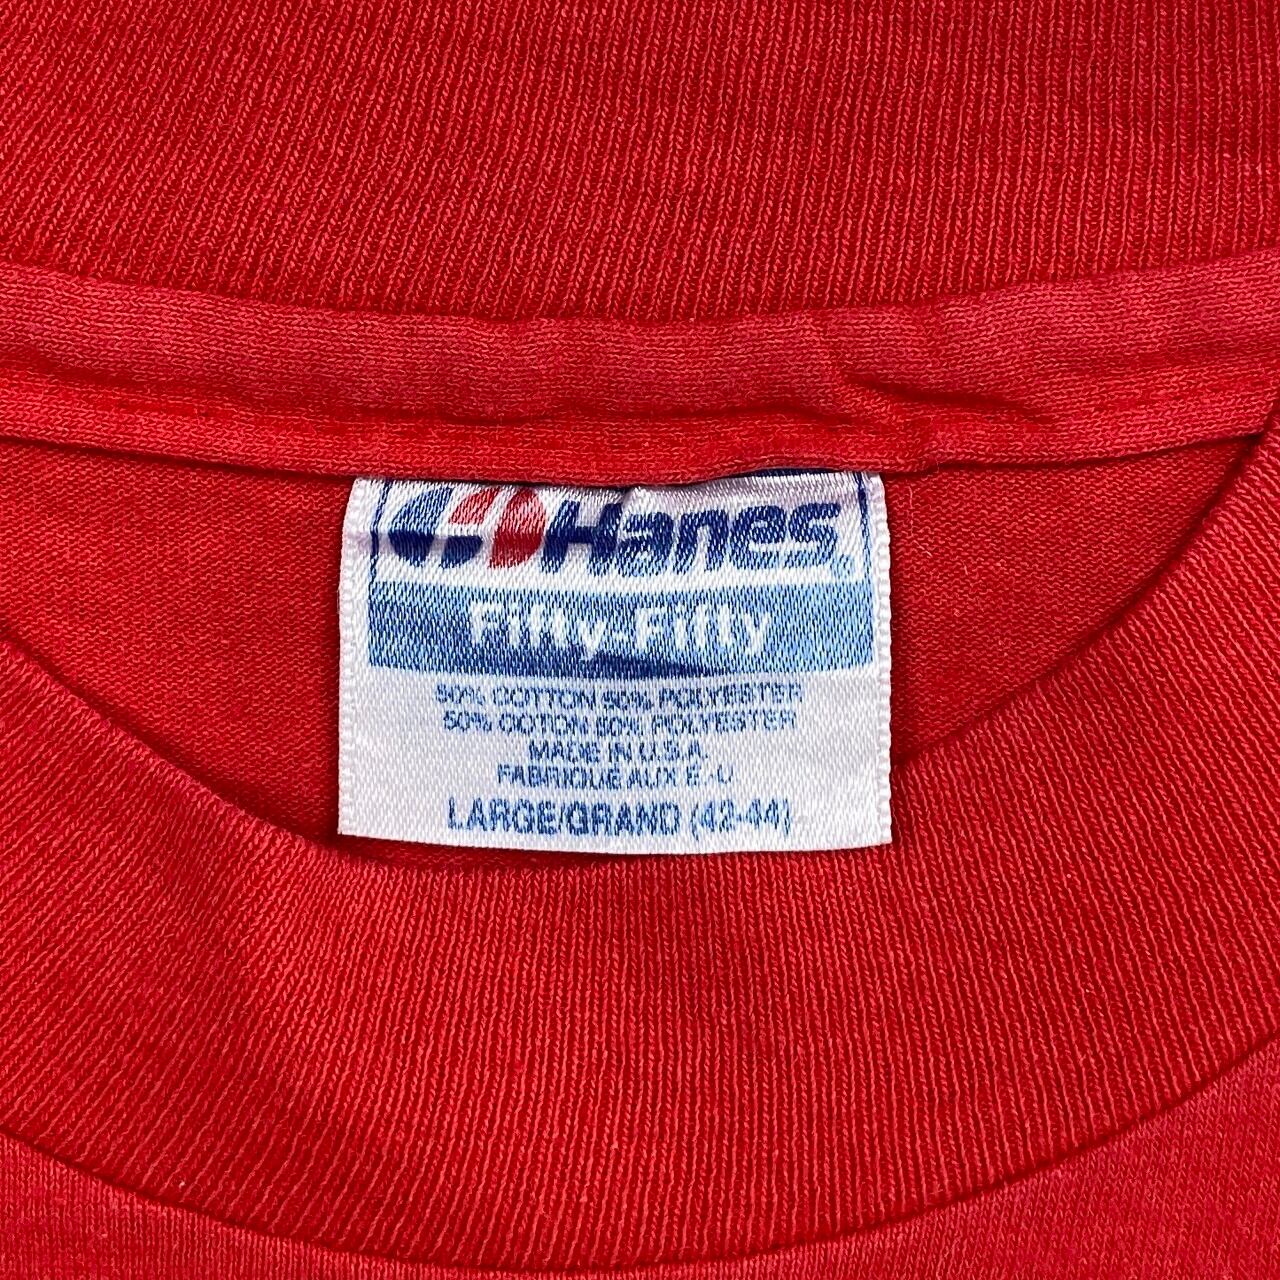 Hanes®
Fifty-Fifty
50% COTTON 50% POLYESTER
50% COTON 50% POLYESTER
MADE IN U.S.A
FABRIQUE AUX É.-U
LARGE/GRAND (42-44)